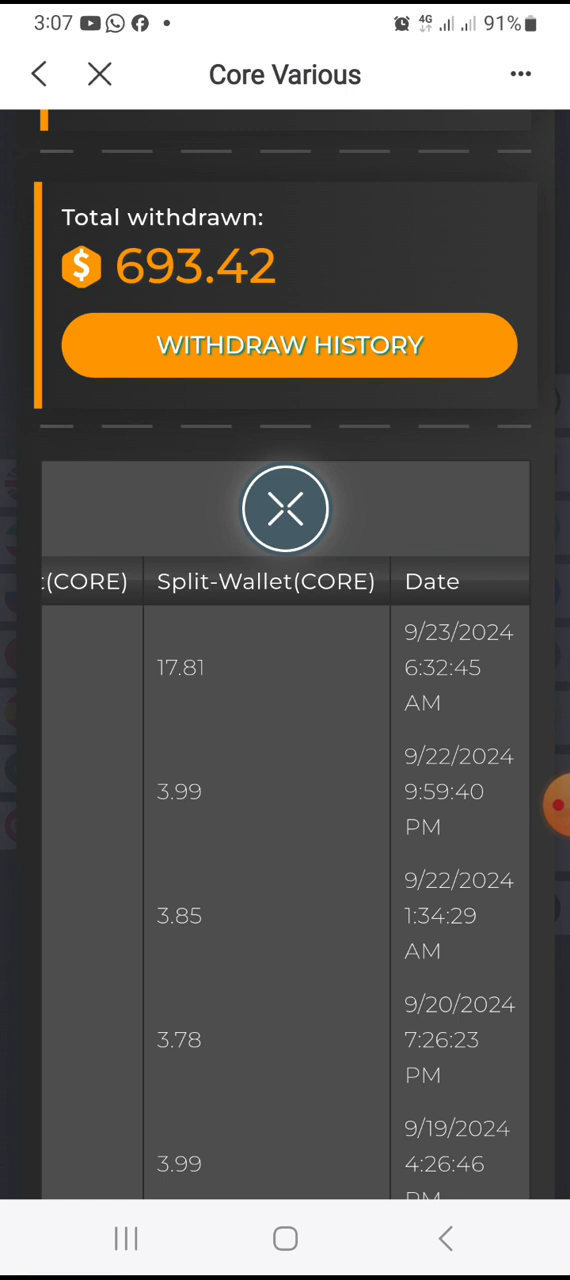 3:07 4G 91%
Core Various
Total withdrawn:
$ 693.42
WITHDRAW HISTORY
:(CORE) Split-Wallet(CORE) Date
17.81 9/23/2024 6:32:45 AM
3.99 9/22/2024 9:59:40 PM
3.85 9/22/2024 1:34:29 AM
3.78 9/20/2024 7:26:23 PM
3.99 9/19/2024 4:26:46 PM